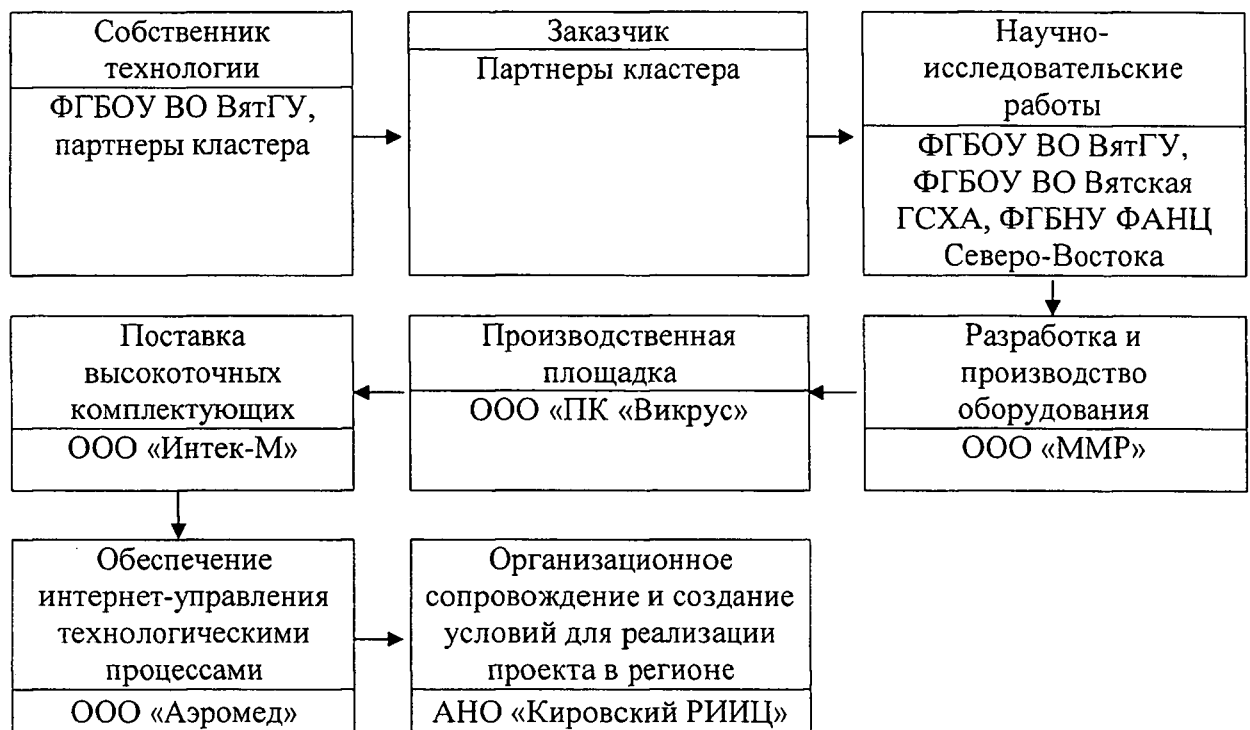 Собственник
технологии
ФГБОУ ВО ВятГУ,
партнеры кластера
Заказчик
Партнеры кластера
Научно-
исследовательские
работы
ФГБОУ ВО ВятГУ,
ФГБОУ ВО Вятская
ГСХА, ФГБНУ ФАНЦ
Северо-Востока
Разработка и
производство
оборудования
ООО «ММР»
Производственная
площадка
ООО «ПК «Викрус»
Поставка
высокоточных
комплектующих
ООО «Интек-М»
Обеспечение
интернет-управления
технологическими
процессами
ООО «Аэромед»
Организационное
сопровождение и создание
условий для реализации
проекта в регионе
АНО «Кировский РИИЦ»